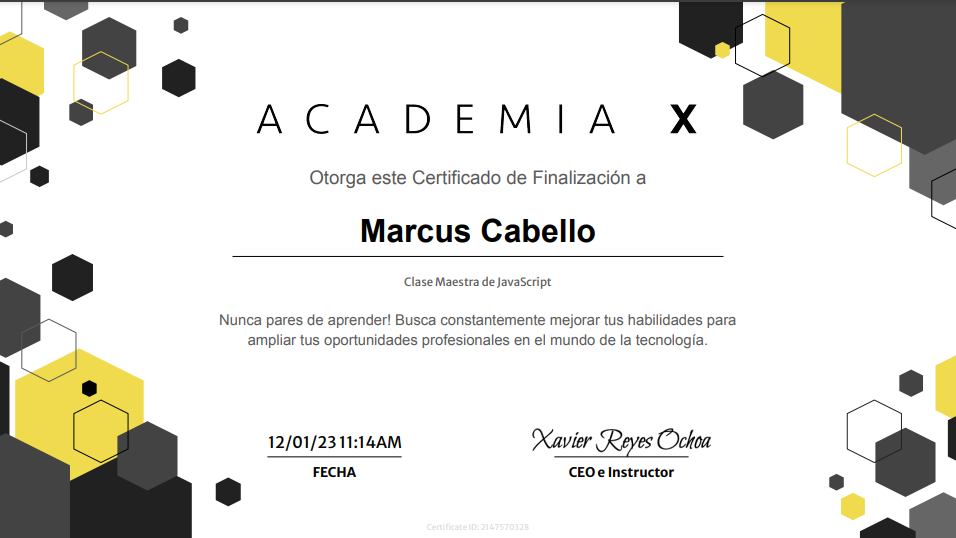 ACADEMIA X
Otorga este Certificado de Finalización a
Marcus Cabello
Clase Maestra de JavaScript
Nunca pares de aprender! Busca constantemente mejorar tus habilidades para
ampliar tus oportunidades profesionales en el mundo de la tecnología.
12/01/23 11:14AM
FECHA
Xavier Reyes Ochoa
CEO e Instructor
Certificate ID: 2147570328